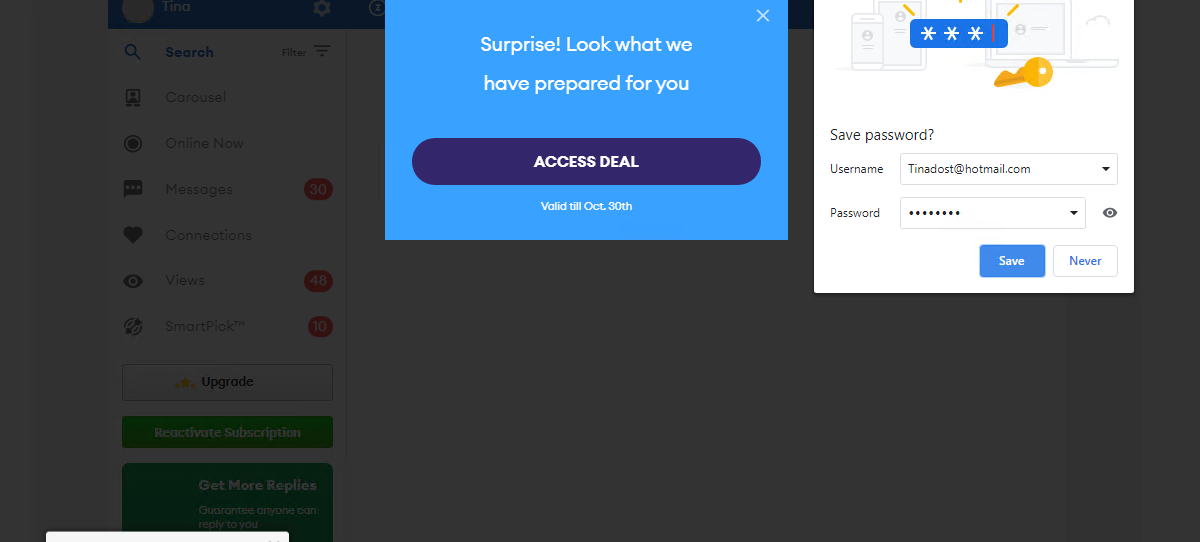 Tina
Search
Filter
Carousel
Online Now
Messages
30
Connections
Views
48
SmartPick™
10
Upgrade
Reactivate Subscription
Get More Replies
Guarantee anyone can
reply to you
Surprise! Look what we
have prepared for you
ACCESS DEAL
Valid till Oct. 30th
***
Save password?
Username
Tinadost@hotmail.com
Password
••••••••
Save
Never